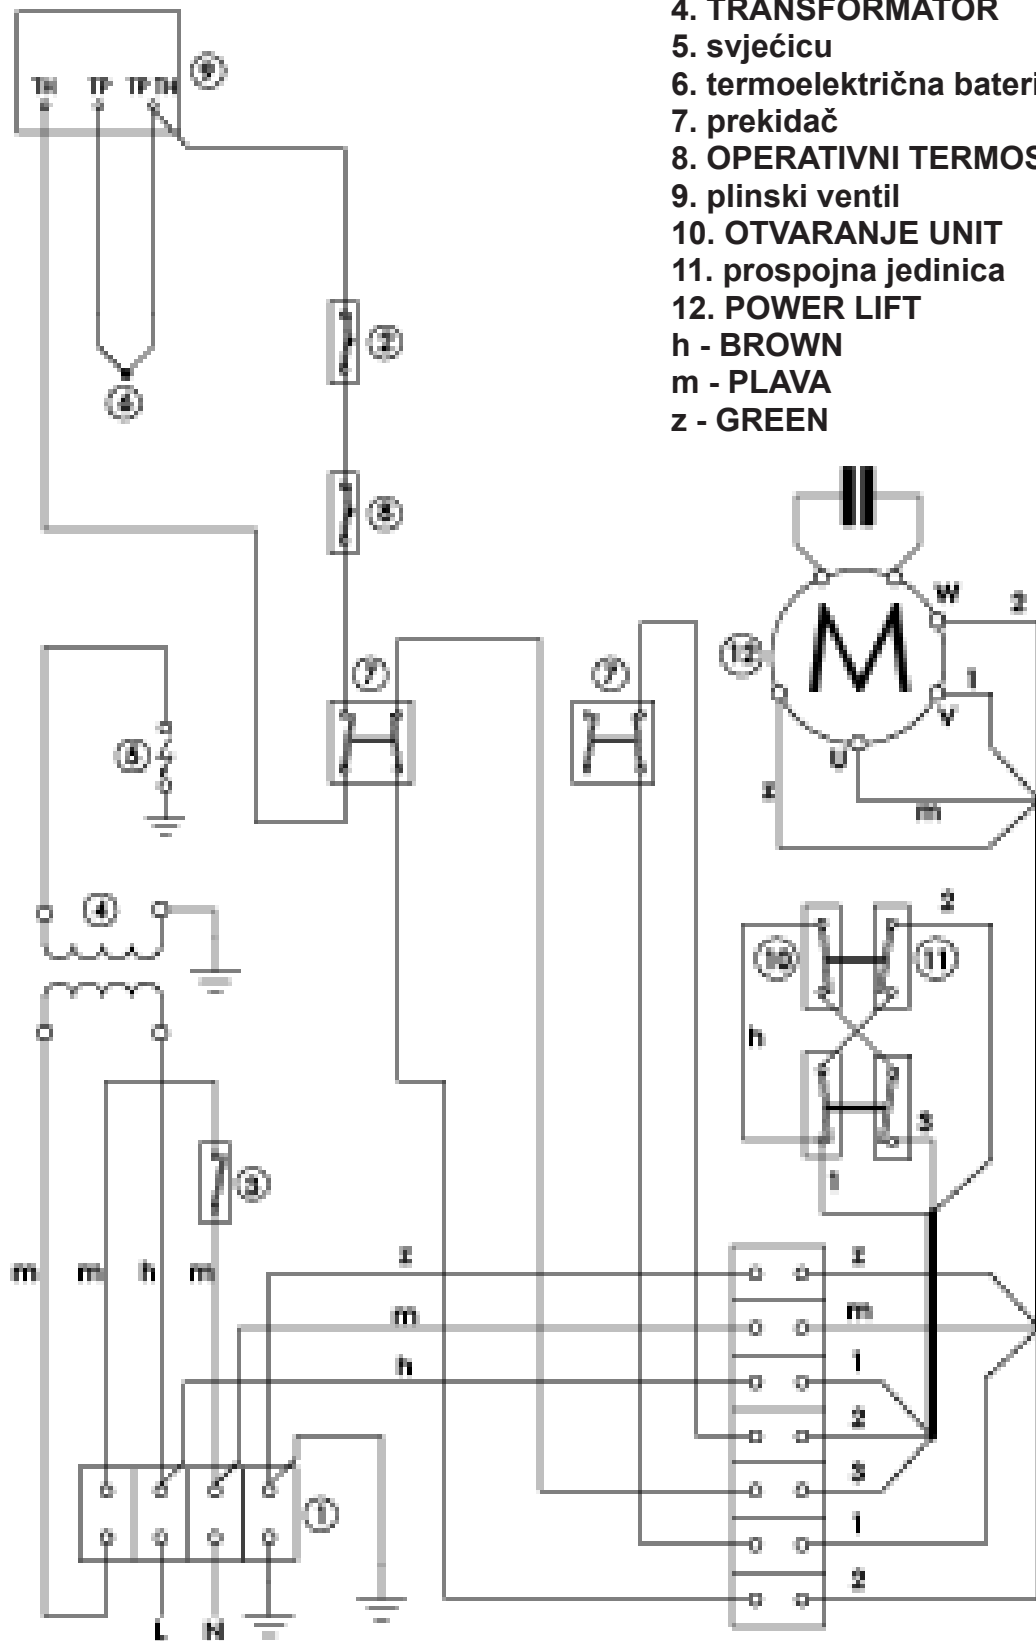 4. TRANSFORMATOR
5. svjećicu
6. termoelektrična bateri
7. prekidač
8. OPERATIVNI TERMOS
9. plinski ventil
10. OTVARANJE UNIT
11. prospojna jedinica
12. POWER LIFT
h - BROWN
m - PLAVA
z - GREEN
TH TP TP TH 9
2
6
8
W 2
12 M
7 7
1
V
U
5
z
m
4
2
10 11
h
3
1
3
m m h m
z z
m m
h 1
2
3
1
1
2
L N